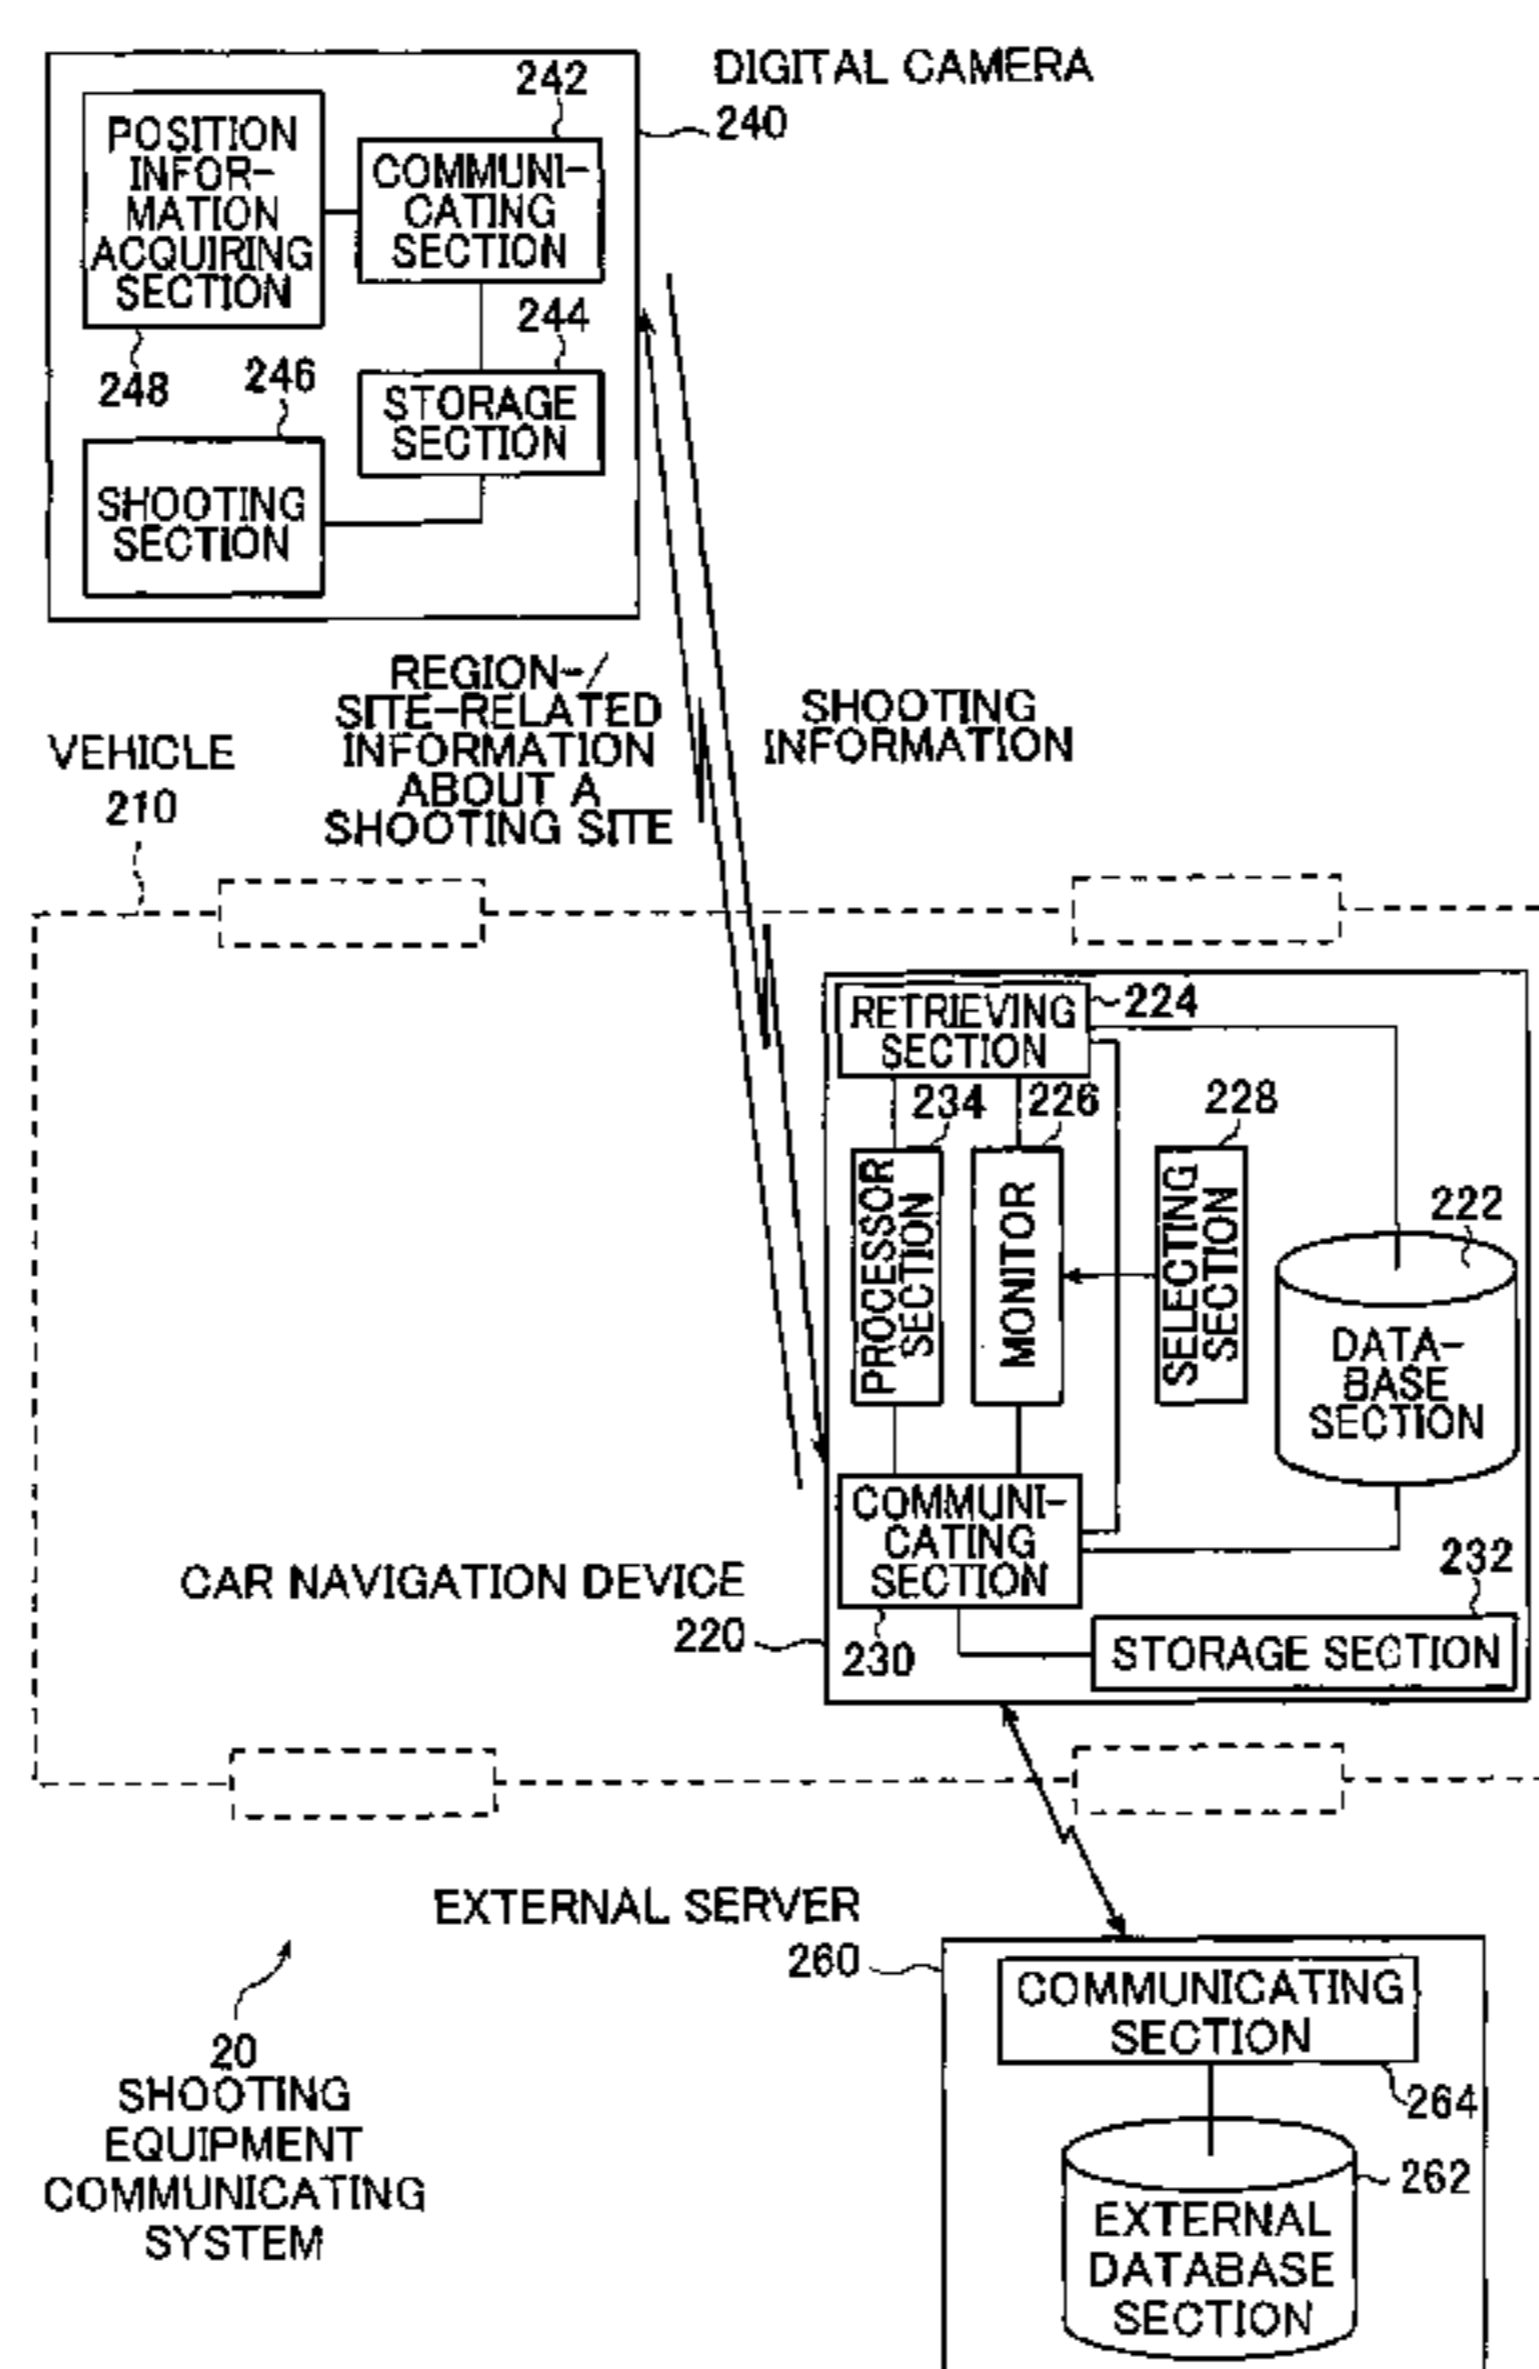 DIGITAL CAMERA
240
242
POSITION
INFOR-
MATION
ACQUIRING
SECTION
COMMUNI-
CATING
SECTION
248
246
244
STORAGE
SECTION
SHOOTING
SECTION
REGION-/
SITE-RELATED
INFORMATION
ABOUT A
SHOOTING SITE
SHOOTING
INFORMATION
VEHICLE
210
RETRIEVING
SECTION
224
234
226
228
222
PROCESSOR
SECTION
MONITOR
SELECTING
SECTION
DATA-
BASE
SECTION
COMMUNI-
CATING
SECTION
232
CAR NAVIGATION DEVICE
220
230
STORAGE SECTION
EXTERNAL SERVER
260
COMMUNICATING
SECTION
264
262
EXTERNAL
DATABASE
SECTION
20
SHOOTING
EQUIPMENT
COMMUNICATING
SYSTEM